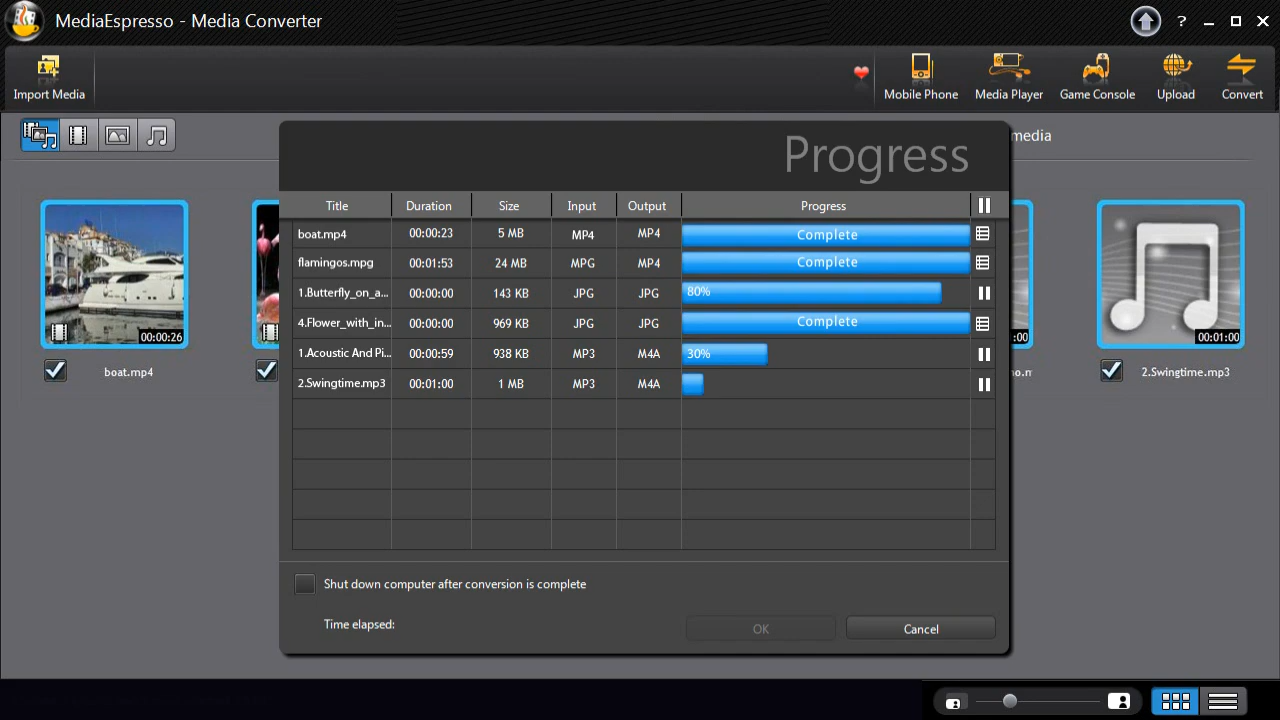 MediaEspresso - Media Converter
?
Import Media
Mobile Phone
Media Player
Game Console
Upload
Convert
media
Progress
Title Duration Size Input Output Progress
boat.mp4 00:00:23 5 MB MP4 MP4 Complete
flamingos.mpg 00:01:53 24 MB MPG MP4 Complete
1.Butterfly_on_a... 00:00:00 143 KB JPG JPG 80%
4.Flower_with_in... 00:00:00 969 KB JPG JPG Complete
1.Acoustic And Pi... 00:00:59 938 KB MP3 M4A 30%
2.Swingtime.mp3 00:01:00 1 MB MP3 M4A
00:00:26
:00
00:01:00
boat.mp4
2.Swingtime.mp3
Shut down computer after conversion is complete
Time elapsed:
OK
Cancel